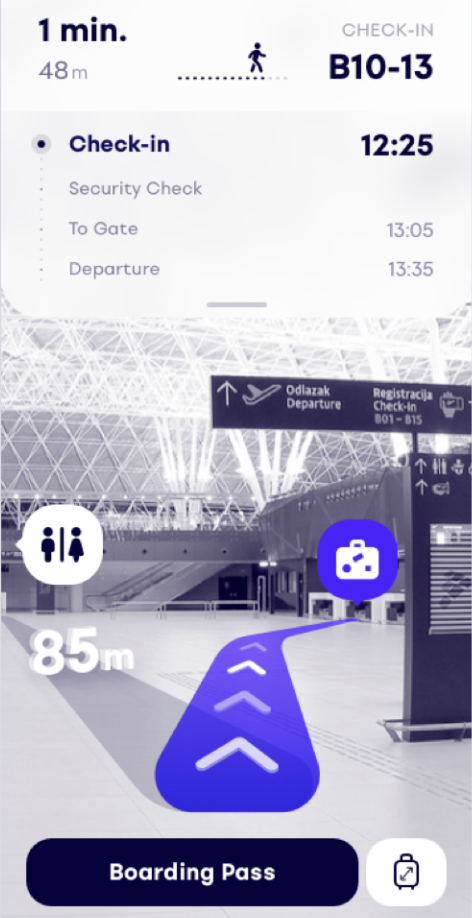 1 min.
CHECK-IN
48 m
B10-13
Check-in
12:25
Security Check
To Gate
13:05
Departure
13:35
Odlazak
Departure
Registracija
Check-In
B01 – B15
85m
Boarding Pass